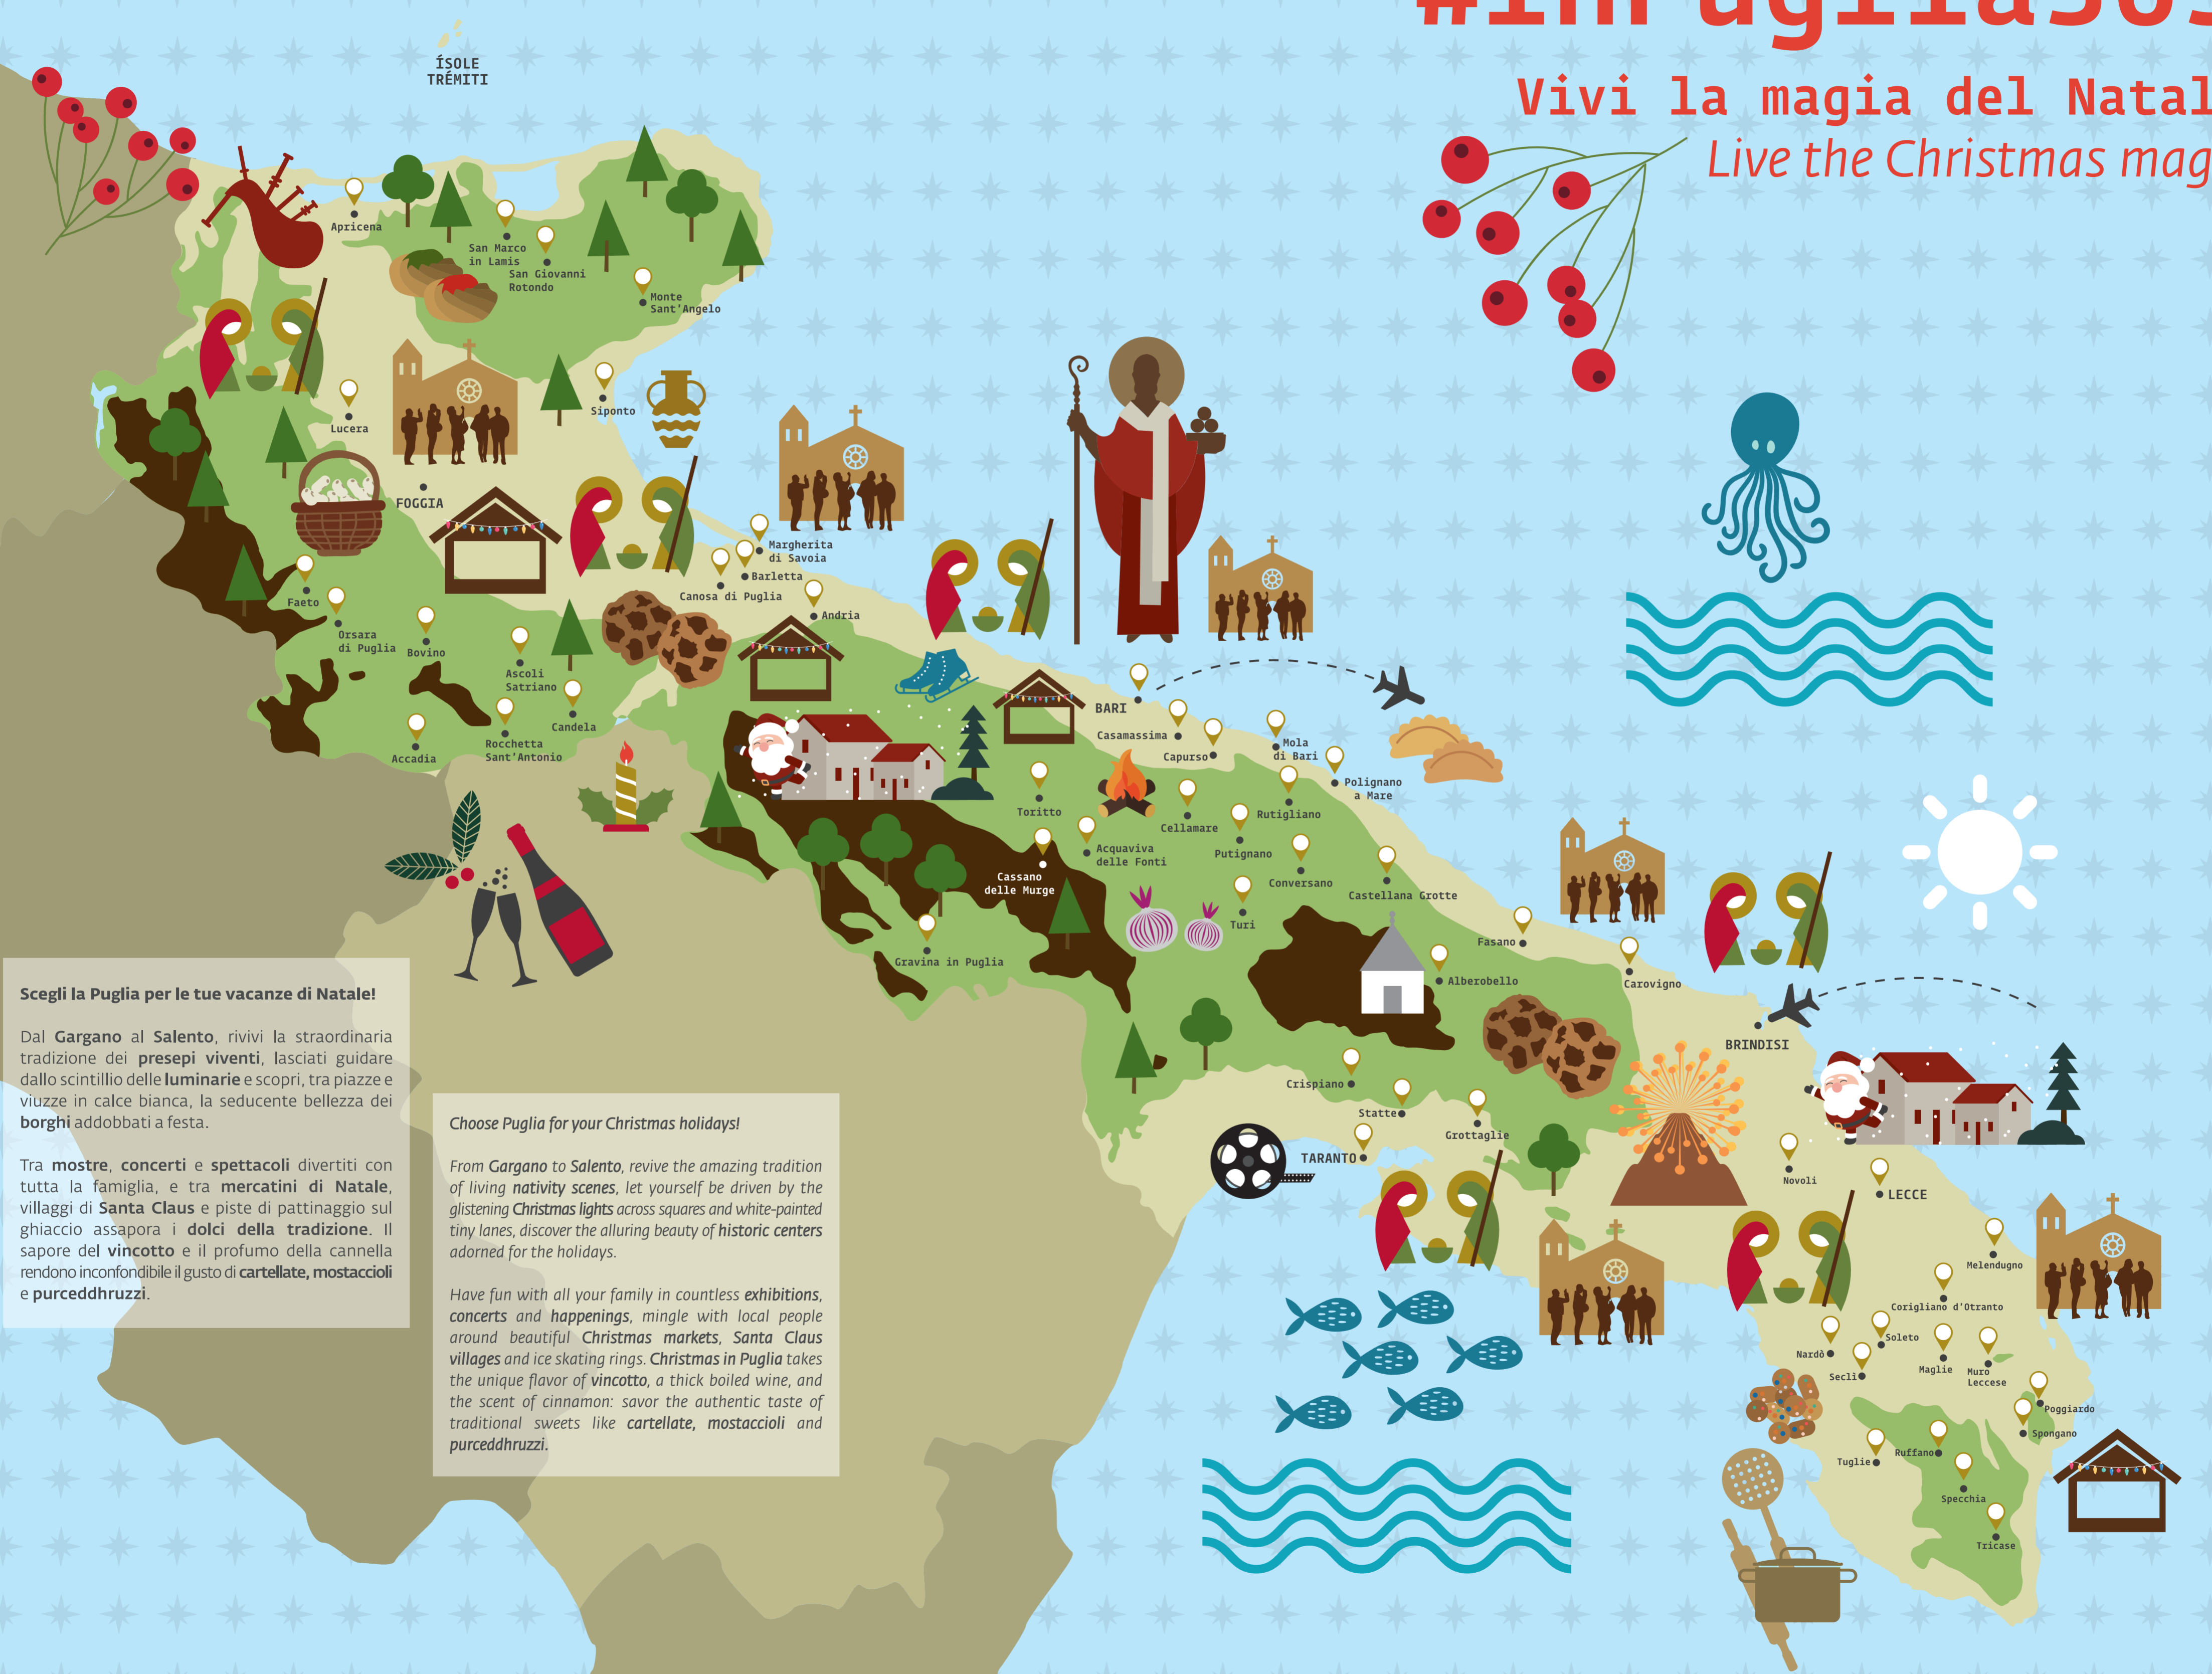 Vivi la magia del Natal
Live the Christmas mag
ÍSOLE
TRÉMITI
Apricena
San Marco
in Lamis
San Giovanni
Rotondo
Monte
Sant'Angelo
Siponto
Lucera
FOGGIA
Margherita
di Savoia
Barletta
Canosa di Puglia
Andria
Faeto
Orsara
di Puglia
Bovino
Ascoli
Satriano
Candela
Rocchetta
Sant'Antonio
Accadia
BARI
Casamassima
Capurso
Mola
di Bari
Polignano
a Mare
Toritto
Cellamare
Rutigliano
Acquaviva
delle Fonti
Putignano
Cassano
delle Murge
Conversano
Castellana Grotte
Turi
Gravina in Puglia
Fasano
Alberobello
Carovigno
BRINDISI
Crispiano
Statte
Grottaglie
TARANTO
Novoli
LECCE
Melendugno
Corigliano d'Otranto
Soleto
Nardò
Maglie
Muro
Leccese
Seclì
Poggiardo
Spongano
Ruffano
Tuglie
Specchia
Tricase
Scegli la Puglia per le tue vacanze di Natale!
Dal Gargano al Salento, rivivi la straordinaria
tradizione dei presepi viventi, lasciati guidare
dallo scintillio delle luminarie e scopri, tra piazze e
viuzze in calce bianca, la seducente bellezza dei
borghi addobbati a festa.
Tra mostre, concerti e spettacoli divertiti con
tutta la famiglia, e tra mercatini di Natale,
villaggi di Santa Claus e piste di pattinaggio sul
ghiaccio assapora i dolci della tradizione. Il
sapore del vincotto e il profumo della cannella
rendono inconfondibile il gusto di cartellate, mostaccioli
e purceddhruzzi.
Choose Puglia for your Christmas holidays!
From Gargano to Salento, revive the amazing tradition
of living nativity scenes, let yourself be driven by the
glistening Christmas lights across squares and white-painted
tiny lanes, discover the alluring beauty of historic centers
adorned for the holidays.
Have fun with all your family in countless exhibitions,
concerts and happenings, mingle with local people
around beautiful Christmas markets, Santa Claus
villages and ice skating rings. Christmas in Puglia takes
the unique flavor of vincotto, a thick boiled wine, and
the scent of cinnamon: savor the authentic taste of
traditional sweets like cartellate, mostaccioli and
purceddhruzzi.